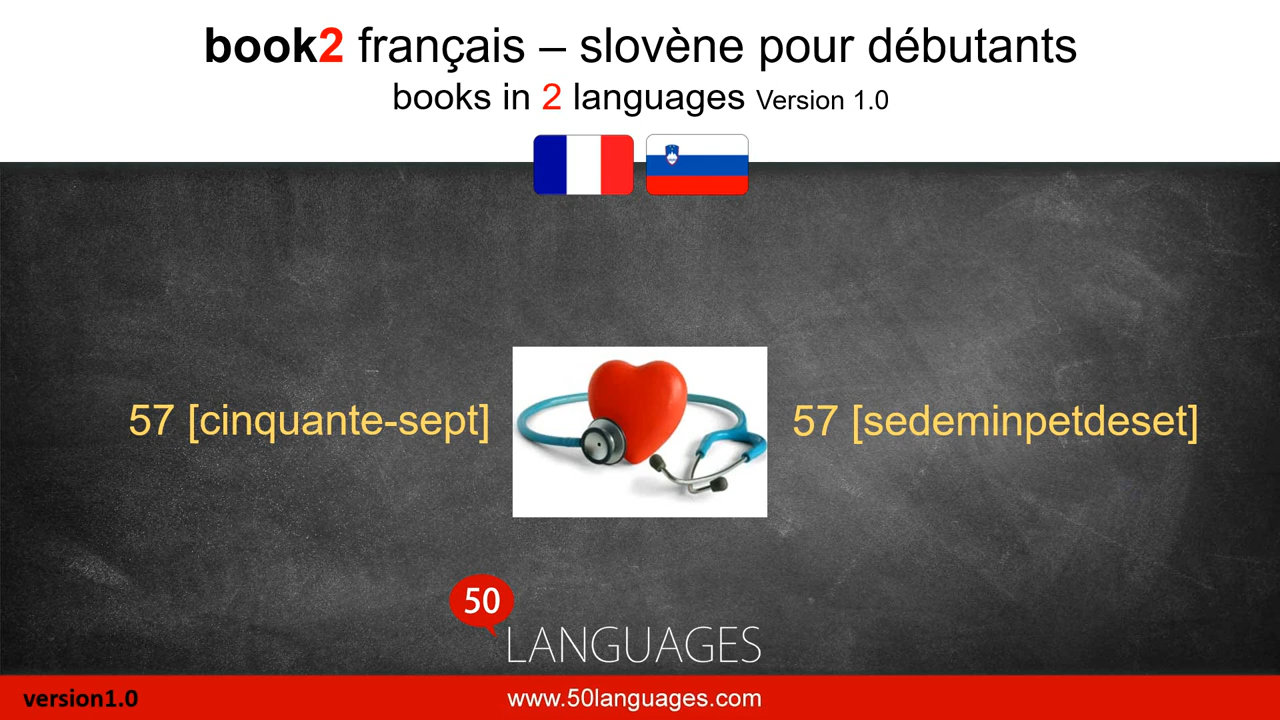 book2 français – slovène pour débutants
books in 2 languages Version 1.0
57 [cinquante-sept]
57 [sedeminpetdeset]
50
LANGUAGES
version1.0
www.50languages.com